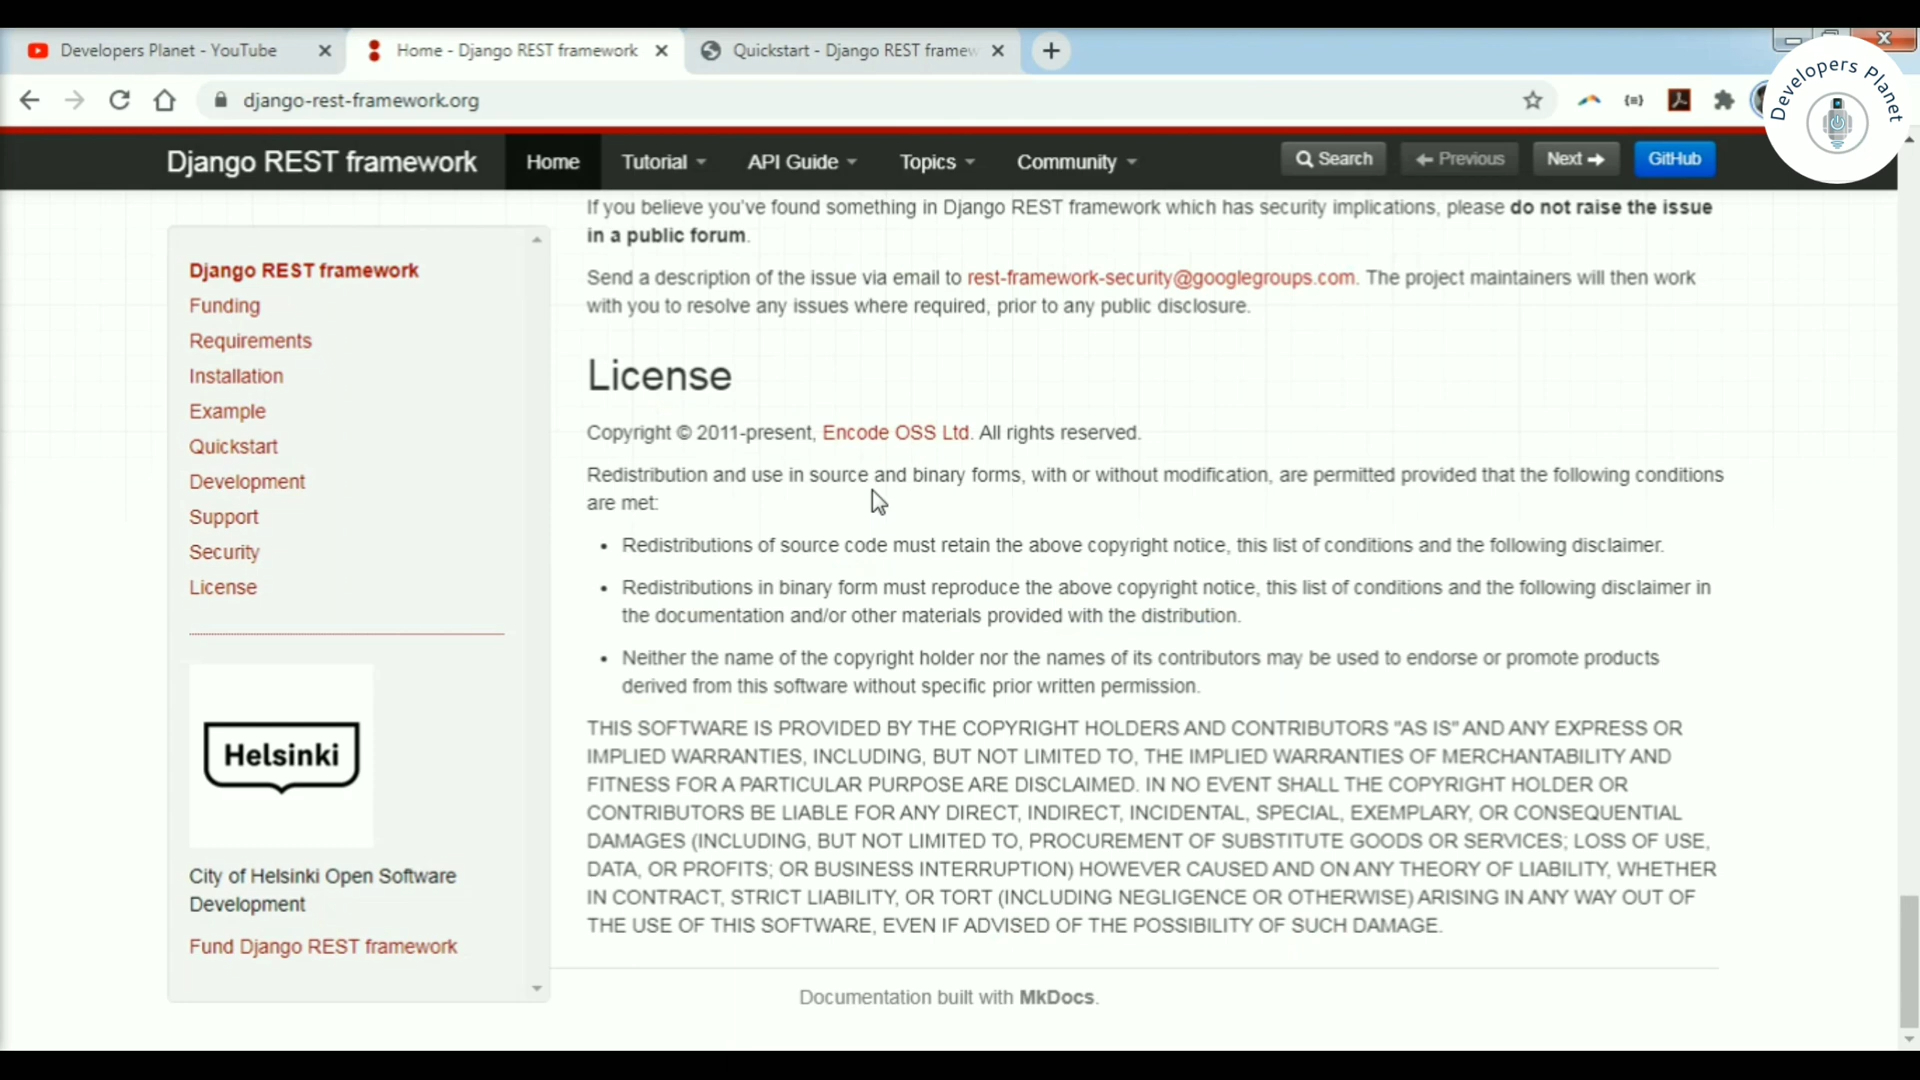 Developers Planet - YouTube
Home - Django REST framework
Quickstart - Django REST framew
django-rest-framework.org
Developers Planet
Django REST framework
Home
Tutorial
API Guide
Topics
Community
Search
Previous
Next
GitHub
If you believe you've found something in Django REST framework which has security implications, please do not raise the issue
in a public forum.
Send a description of the issue via email to rest-framework-security@googlegroups.com. The project maintainers will then work
with you to resolve any issues where required, prior to any public disclosure.
Django REST framework
Funding
Requirements
Installation
Example
Quickstart
Development
Support
Security
License
Helsinki
City of Helsinki Open Software
Development
Fund Django REST framework
License
Copyright © 2011-present, Encode OSS Ltd. All rights reserved.
Redistribution and use in source and binary forms, with or without modification, are permitted provided that the following conditions
are met:
• Redistributions of source code must retain the above copyright notice, this list of conditions and the following disclaimer.
• Redistributions in binary form must reproduce the above copyright notice, this list of conditions and the following disclaimer in
the documentation and/or other materials provided with the distribution.
• Neither the name of the copyright holder nor the names of its contributors may be used to endorse or promote products
derived from this software without specific prior written permission.
THIS SOFTWARE IS PROVIDED BY THE COPYRIGHT HOLDERS AND CONTRIBUTORS "AS IS" AND ANY EXPRESS OR
IMPLIED WARRANTIES, INCLUDING, BUT NOT LIMITED TO, THE IMPLIED WARRANTIES OF MERCHANTABILITY AND
FITNESS FOR A PARTICULAR PURPOSE ARE DISCLAIMED. IN NO EVENT SHALL THE COPYRIGHT HOLDER OR
CONTRIBUTORS BE LIABLE FOR ANY DIRECT, INDIRECT, INCIDENTAL, SPECIAL, EXEMPLARY, OR CONSEQUENTIAL
DAMAGES (INCLUDING, BUT NOT LIMITED TO, PROCUREMENT OF SUBSTITUTE GOODS OR SERVICES; LOSS OF USE,
DATA, OR PROFITS; OR BUSINESS INTERRUPTION) HOWEVER CAUSED AND ON ANY THEORY OF LIABILITY, WHETHER
IN CONTRACT, STRICT LIABILITY, OR TORT (INCLUDING NEGLIGENCE OR OTHERWISE) ARISING IN ANY WAY OUT OF
THE USE OF THIS SOFTWARE, EVEN IF ADVISED OF THE POSSIBILITY OF SUCH DAMAGE.
Documentation built with MkDocs.